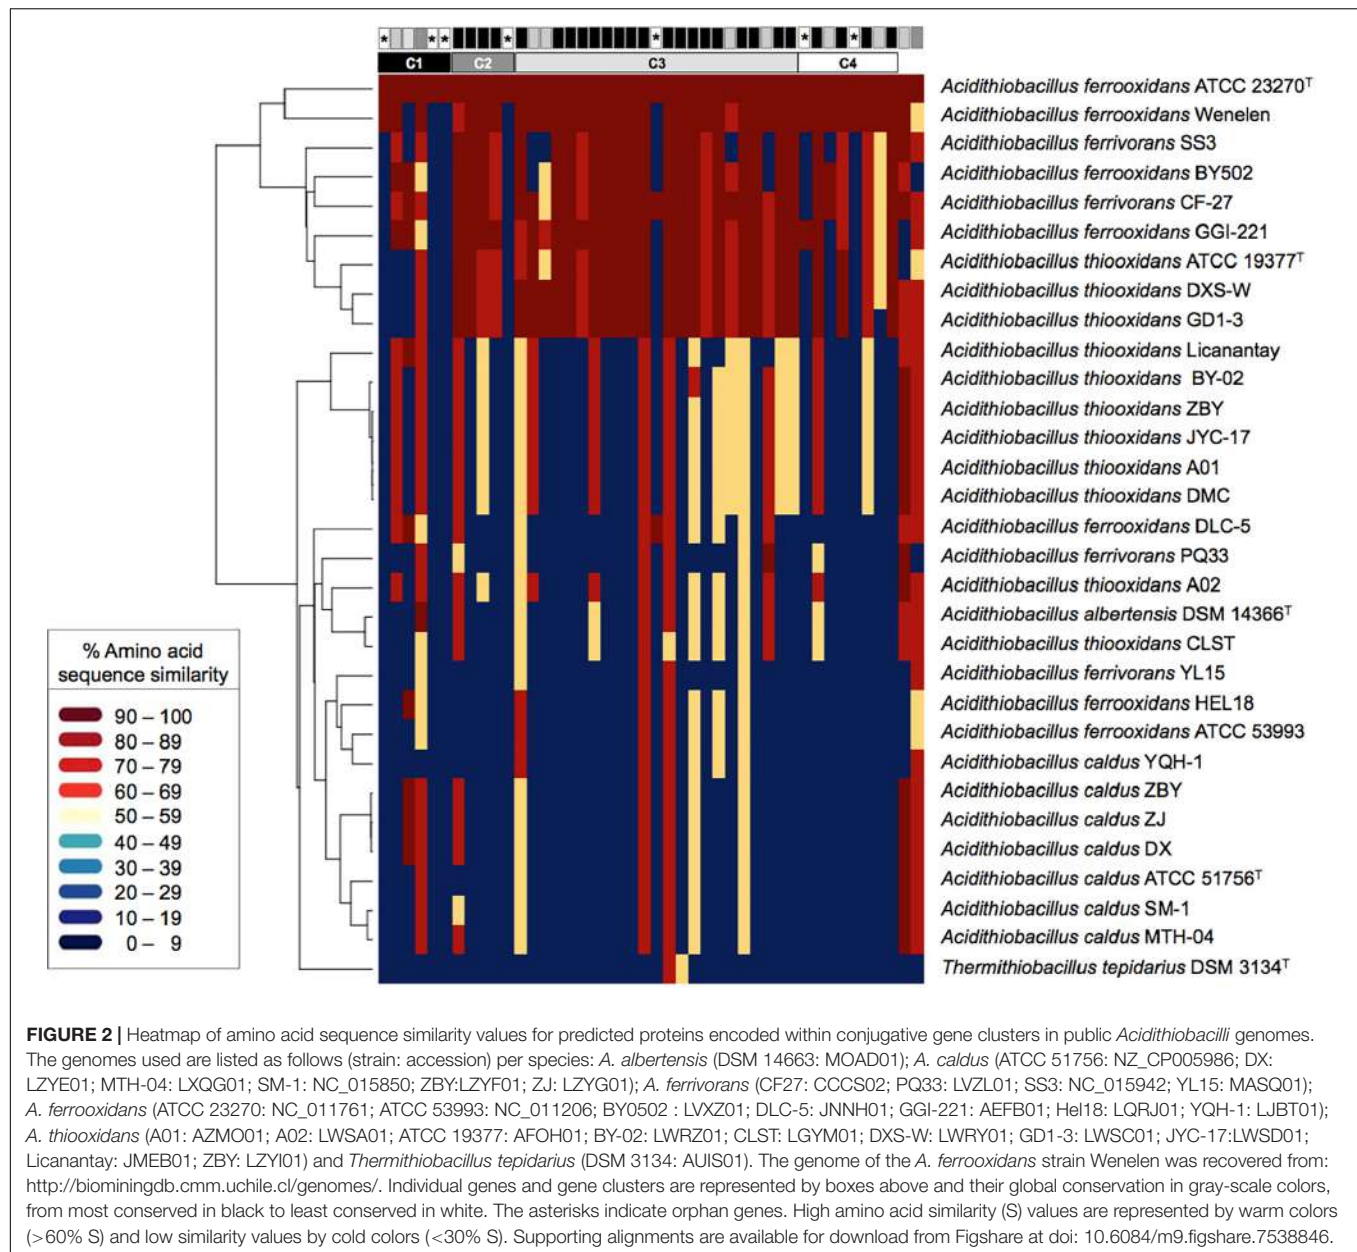 * * * * * * *
C1 C2 C3 C4
Acidithiobacillus ferrooxidans ATCC 23270ᵀ
Acidithiobacillus ferrooxidans Wenelen
Acidithiobacillus ferrivorans SS3
Acidithiobacillus ferrooxidans BY502
Acidithiobacillus ferrivorans CF-27
Acidithiobacillus ferrooxidans GGI-221
Acidithiobacillus thiooxidans ATCC 19377ᵀ
Acidithiobacillus thiooxidans DXS-W
Acidithiobacillus thiooxidans GD1-3
Acidithiobacillus thiooxidans Licanantay
Acidithiobacillus thiooxidans BY-02
Acidithiobacillus thiooxidans ZBY
Acidithiobacillus thiooxidans JYC-17
Acidithiobacillus thiooxidans A01
Acidithiobacillus thiooxidans DMC
Acidithiobacillus ferrooxidans DLC-5
Acidithiobacillus ferrivorans PQ33
Acidithiobacillus thiooxidans A02
Acidithiobacillus albertensis DSM 14366ᵀ
Acidithiobacillus thiooxidans CLST
Acidithiobacillus ferrivorans YL15
Acidithiobacillus ferrooxidans HEL18
Acidithiobacillus ferrooxidans ATCC 53993
Acidithiobacillus caldus YQH-1
Acidithiobacillus caldus ZBY
Acidithiobacillus caldus ZJ
Acidithiobacillus caldus DX
Acidithiobacillus caldus ATCC 51756ᵀ
Acidithiobacillus caldus SM-1
Acidithiobacillus caldus MTH-04
Thermithiobacillus tepidarius DSM 3134ᵀ
% Amino acid
sequence similarity
90 – 100
80 – 89
70 – 79
60 – 69
50 – 59
40 – 49
30 – 39
20 – 29
10 – 19
0 – 9
FIGURE 2 | Heatmap of amino acid sequence similarity values for predicted proteins encoded within conjugative gene clusters in public Acidithiobacilli genomes.
The genomes used are listed as follows (strain: accession) per species: A. albertensis (DSM 14663: MOAD01); A. caldus (ATCC 51756: NZ_CP005986; DX:
LZYE01; MTH-04: LXQG01; SM-1: NC_015850; ZBY:LZYF01; ZJ: LZYG01); A. ferrivorans (CF27: CCCS02; PQ33: LVZL01; SS3: NC_015942; YL15: MASQ01);
A. ferrooxidans (ATCC 23270: NC_011761; ATCC 53993: NC_011206; BY0502 : LVXZ01; DLC-5: JNNH01; GGI-221: AEFB01; Hel18: LQRJ01; YQH-1: LJBT01);
A. thiooxidans (A01: AZMO01; A02: LWSA01; ATCC 19377: AFOH01; BY-02: LWRZ01; CLST: LGYM01; DXS-W: LWRY01; GD1-3: LWSC01; JYC-17:LWSD01;
Licanantay: JMEB01; ZBY: LZYI01) and Thermithiobacillus tepidarius (DSM 3134: AUIS01). The genome of the A. ferrooxidans strain Wenelen was recovered from:
http://biominingdb.cmm.uchile.cl/genomes/. Individual genes and gene clusters are represented by boxes above and their global conservation in gray-scale colors,
from most conserved in black to least conserved in white. The asterisks indicate orphan genes. High amino acid similarity (S) values are represented by warm colors
(>60% S) and low similarity values by cold colors (<30% S). Supporting alignments are available for download from Figshare at doi: 10.6084/m9.figshare.7538846.